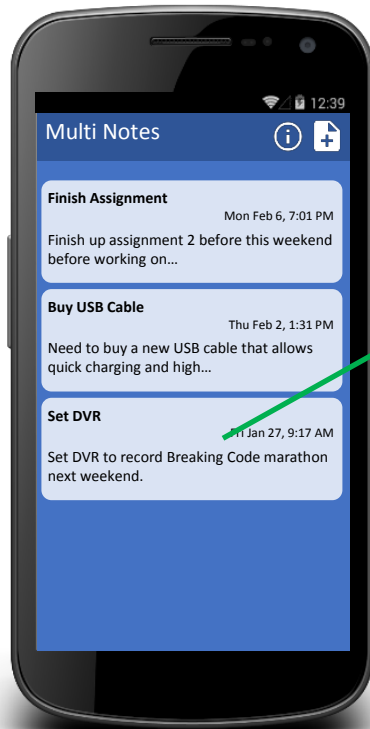 12:39
Multi Notes
Finish Assignment
Mon Feb 6, 7:01 PM
Finish up assignment 2 before this weekend
before working on…
Buy USB Cable
Thu Feb 2, 1:31 PM
Need to buy a new USB cable that allows
quick charging and high…
Set DVR
Fri Jan 27, 9:17 AM
Set DVR to record Breaking Code marathon
next weekend.